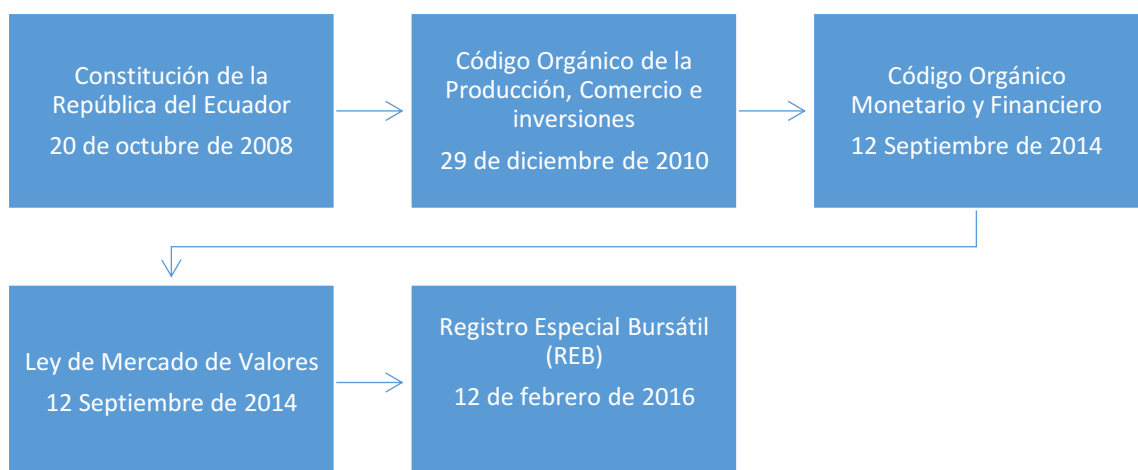 Constitución de la
República del Ecuador
20 de octubre de 2008
Código Orgánico de la
Producción, Comercio e
inversiones
29 de diciembre de 2010
Código Orgánico
Monetario y Financiero
12 Septiembre de 2014
Ley de Mercado de Valores
12 Septiembre de 2014
Registro Especial Bursátil
(REB)
12 de febrero de 2016